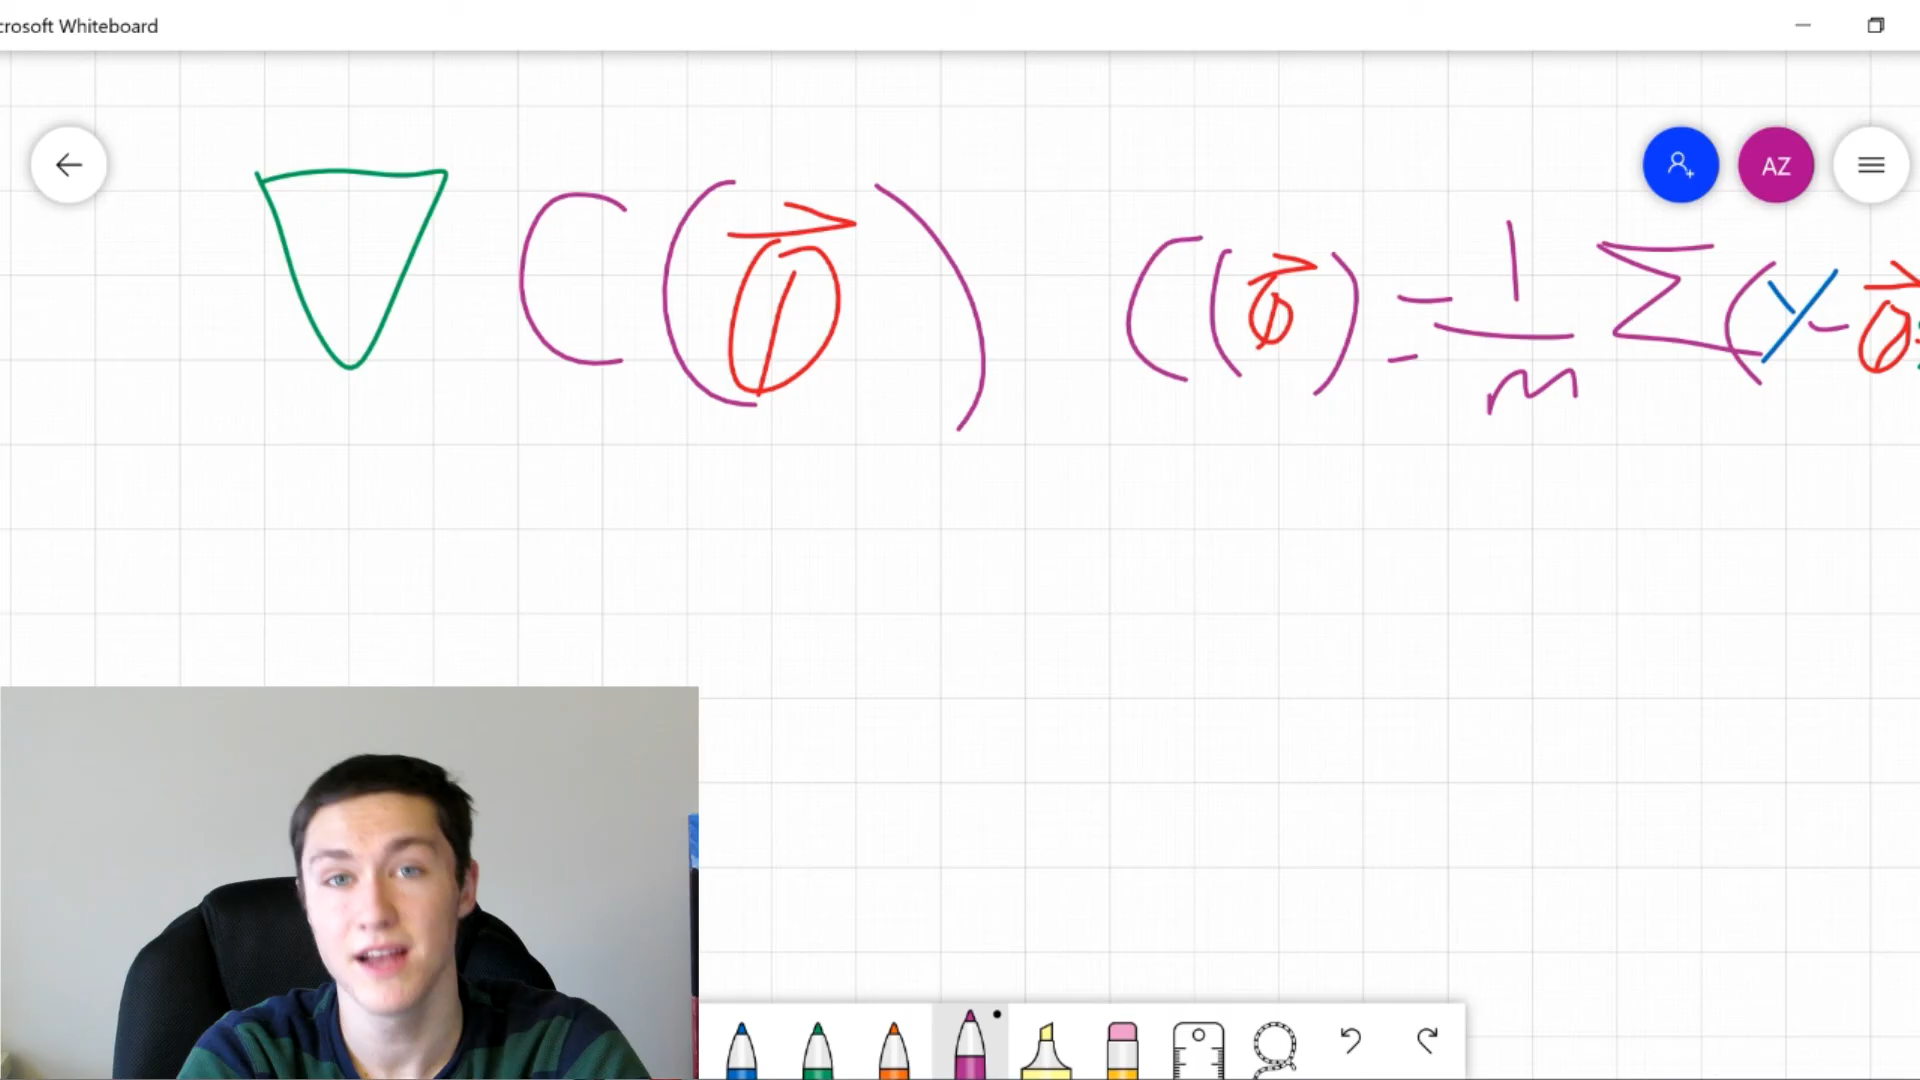 crosoft Whiteboard
AZ
∇ C(θ⃗) C(θ⃗) = 1/m Σ(y - θ⃗